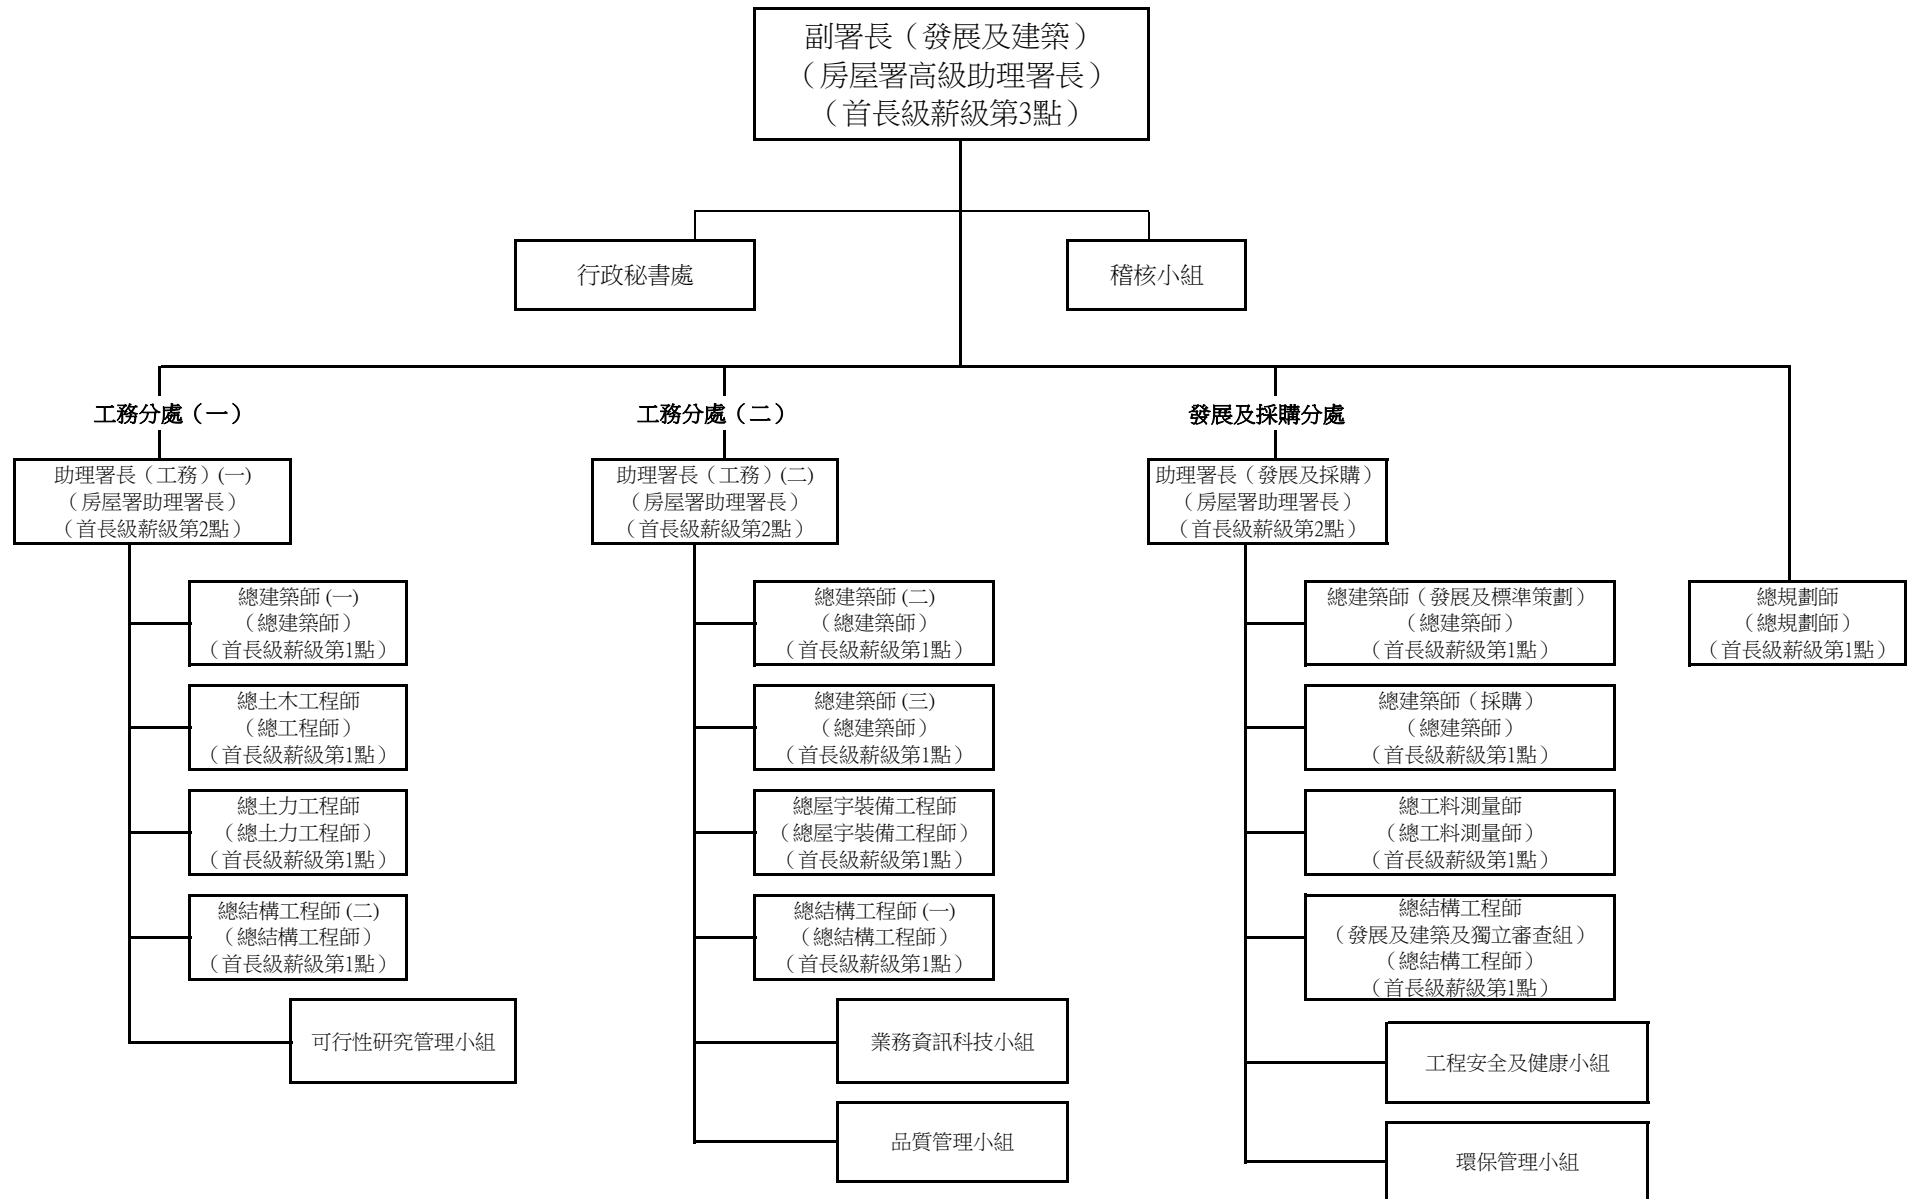 副署長（發展及建築）
（房屋署高級助理署長）
（首長級薪級第3點）
行政秘書處
稽核小組
工務分處（一）
助理署長（工務）(一)
（房屋署助理署長）
（首長級薪級第2點）
總建築師 (一)
（總建築師）
（首長級薪級第1點）
總土木工程師
（總工程師）
（首長級薪級第1點）
總土力工程師
（總土力工程師）
（首長級薪級第1點）
總結構工程師 (二)
（總結構工程師）
（首長級薪級第1點）
可行性研究管理小組
工務分處（二）
助理署長（工務）(二)
（房屋署助理署長）
（首長級薪級第2點）
總建築師 (二)
（總建築師）
（首長級薪級第1點）
總建築師 (三)
（總建築師）
（首長級薪級第1點）
總屋宇裝備工程師
（總屋宇裝備工程師）
（首長級薪級第1點）
總結構工程師 (一)
（總結構工程師）
（首長級薪級第1點）
業務資訊科技小組
品質管理小組
發展及採購分處
助理署長（發展及採購）
（房屋署助理署長）
（首長級薪級第2點）
總建築師（發展及標準策劃）
（總建築師）
（首長級薪級第1點）
總建築師（採購）
（總建築師）
（首長級薪級第1點）
總工料測量師
（總工料測量師）
（首長級薪級第1點）
總結構工程師
（發展及建築及獨立審查組）
（總結構工程師）
（首長級薪級第1點）
工程安全及健康小組
環保管理小組
總規劃師
（總規劃師）
（首長級薪級第1點）